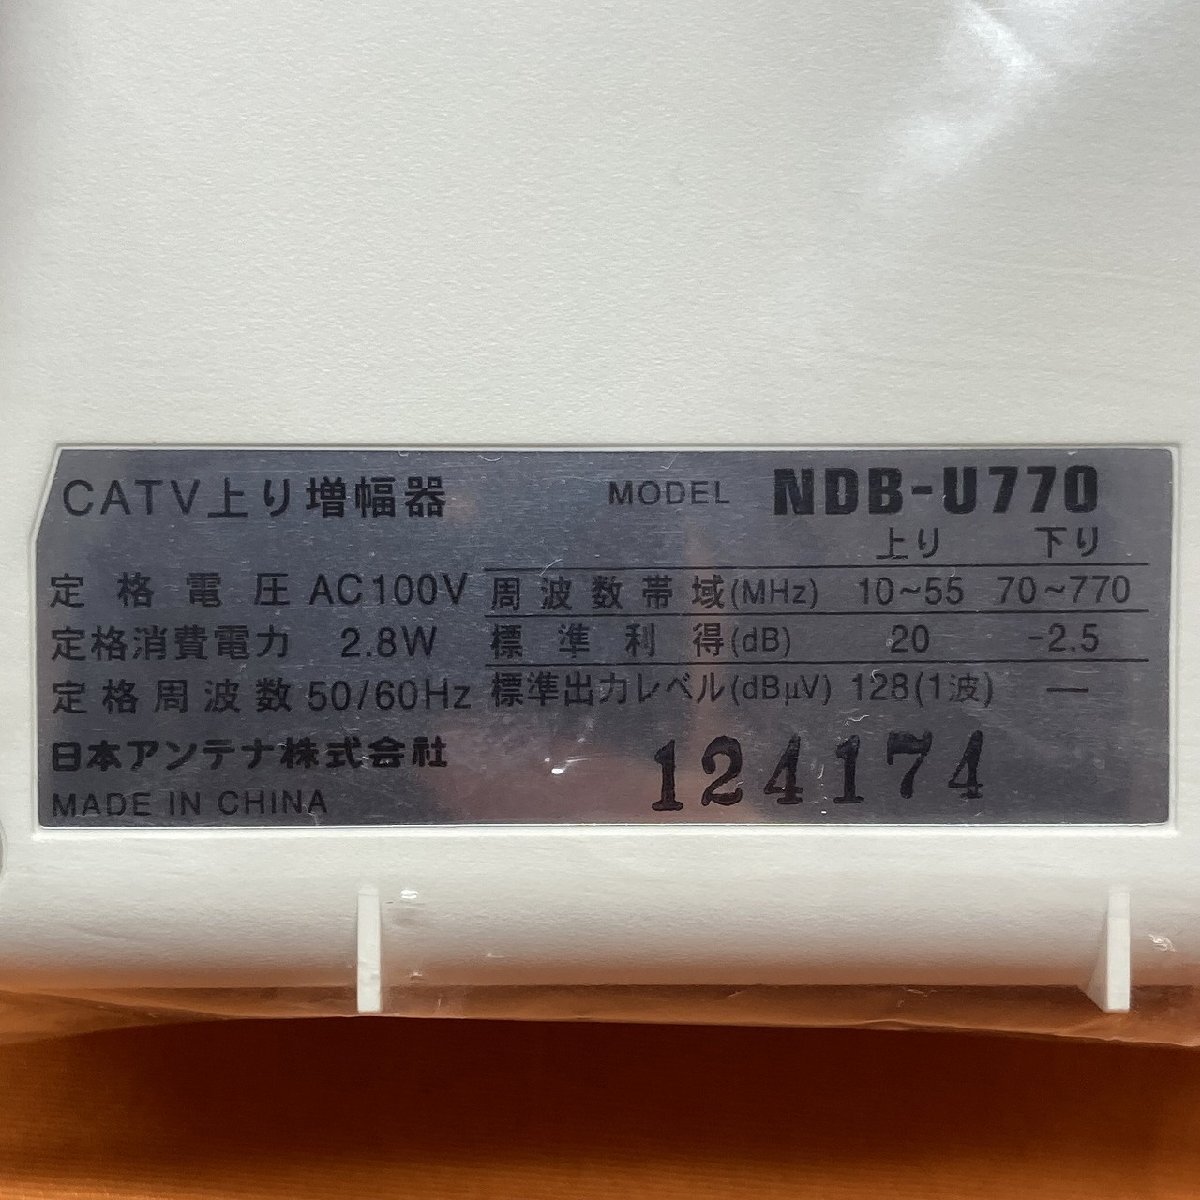 CATV上り増幅器 MODEL NDB-U770
上り 下り
定格電圧 AC100V 周波数帯域(MHz) 10~55 70~770
定格消費電力 2.8W 標準利得(dB) 20 -2.5
定格周波数 50/60Hz 標準出力レベル(dBμV) 128(1波) —
日本アンテナ株式会社 124174
MADE IN CHINA